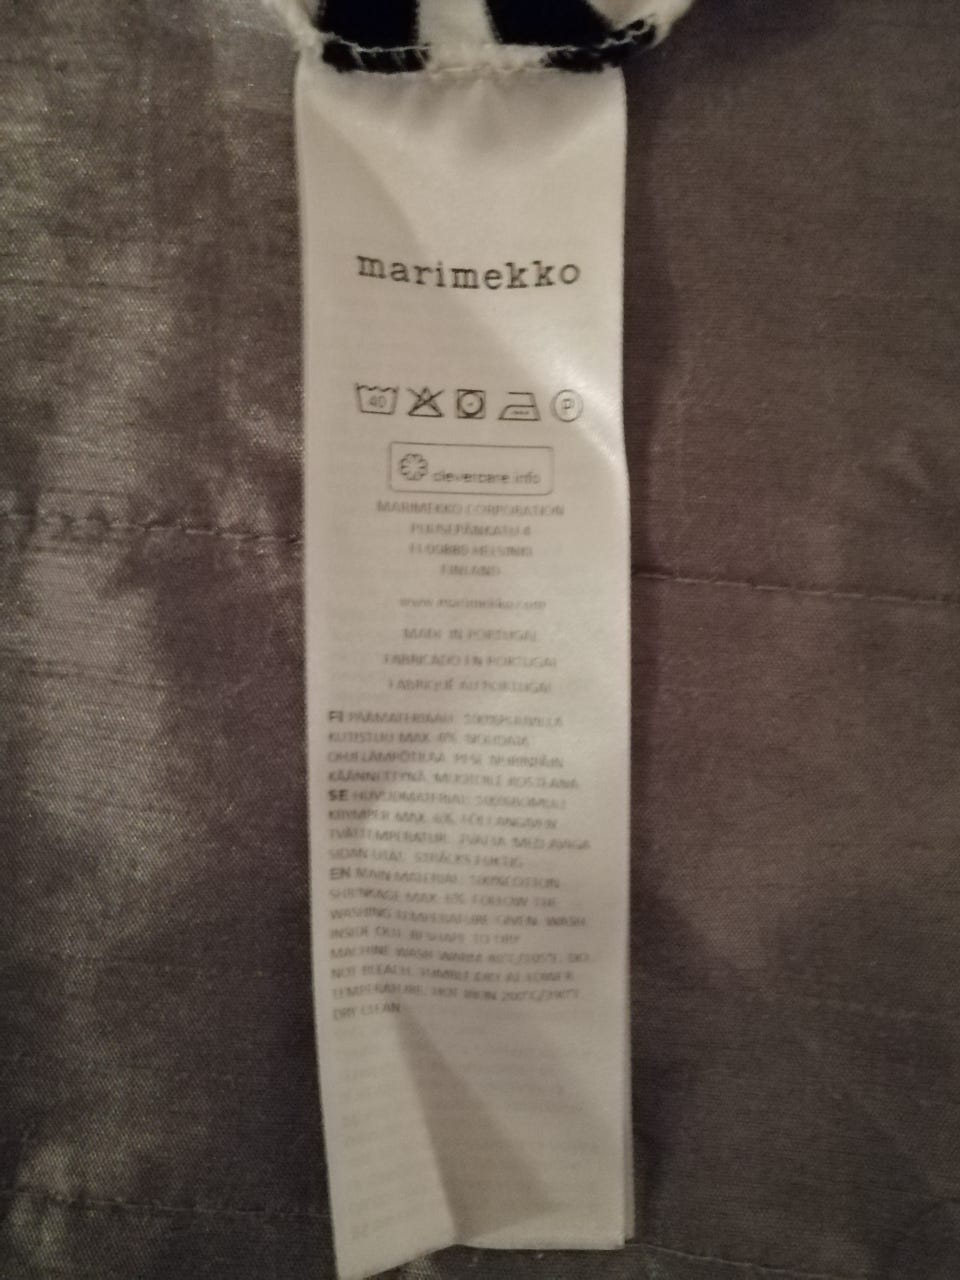 marimekko
40 P
clevercare.info
MARIMEKKO CORPORATION
PUUSEPÄNKATU 4
FI-00880 HELSINKI
FINLAND
www.marimekko.com
MADE IN PORTUGAL
FABRICADO EN PORTUGAL
FABRIQUÉ AU PORTUGAL
FI PÄÄMATERIAALI: 100%PUUVILLA
KUTISTUU MAX. 6%. NOUDATA
OHJELÄMPÖTILAA. PESE NURINPÄIN
KÄÄNNETTYNÄ. MUOTOILE KOSTEANA.
SE HUVUDMATERIAL: 100%BOMULL
KRYMPER MAX. 6%. FÖLJ ANGIVEN
TVÄTTEMPERATUR. TVÄTTA MED AVIGA
SIDAN UTÅT. STRÄCKS FUKTIG.
EN MAIN MATERIAL: 100%COTTON
SHRINKAGE MAX. 6%. FOLLOW THE
WASHING TEMPERATURE GIVEN. WASH
INSIDE OUT. RESHAPE TO DRY.
MACHINE WASH WARM 40°C/105°F. DO
NOT BLEACH. TUMBLE DRY AT LOWER
TEMPERATURE. HOT IRON 200°C/390°F.
DRY CLEAN.